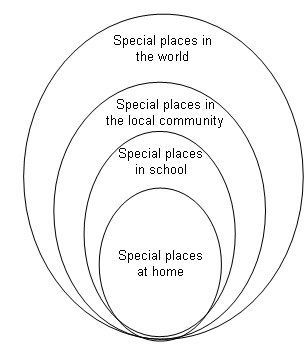 Special places in
the world
Special places in
the local community
Special places
in school
Special places
at home